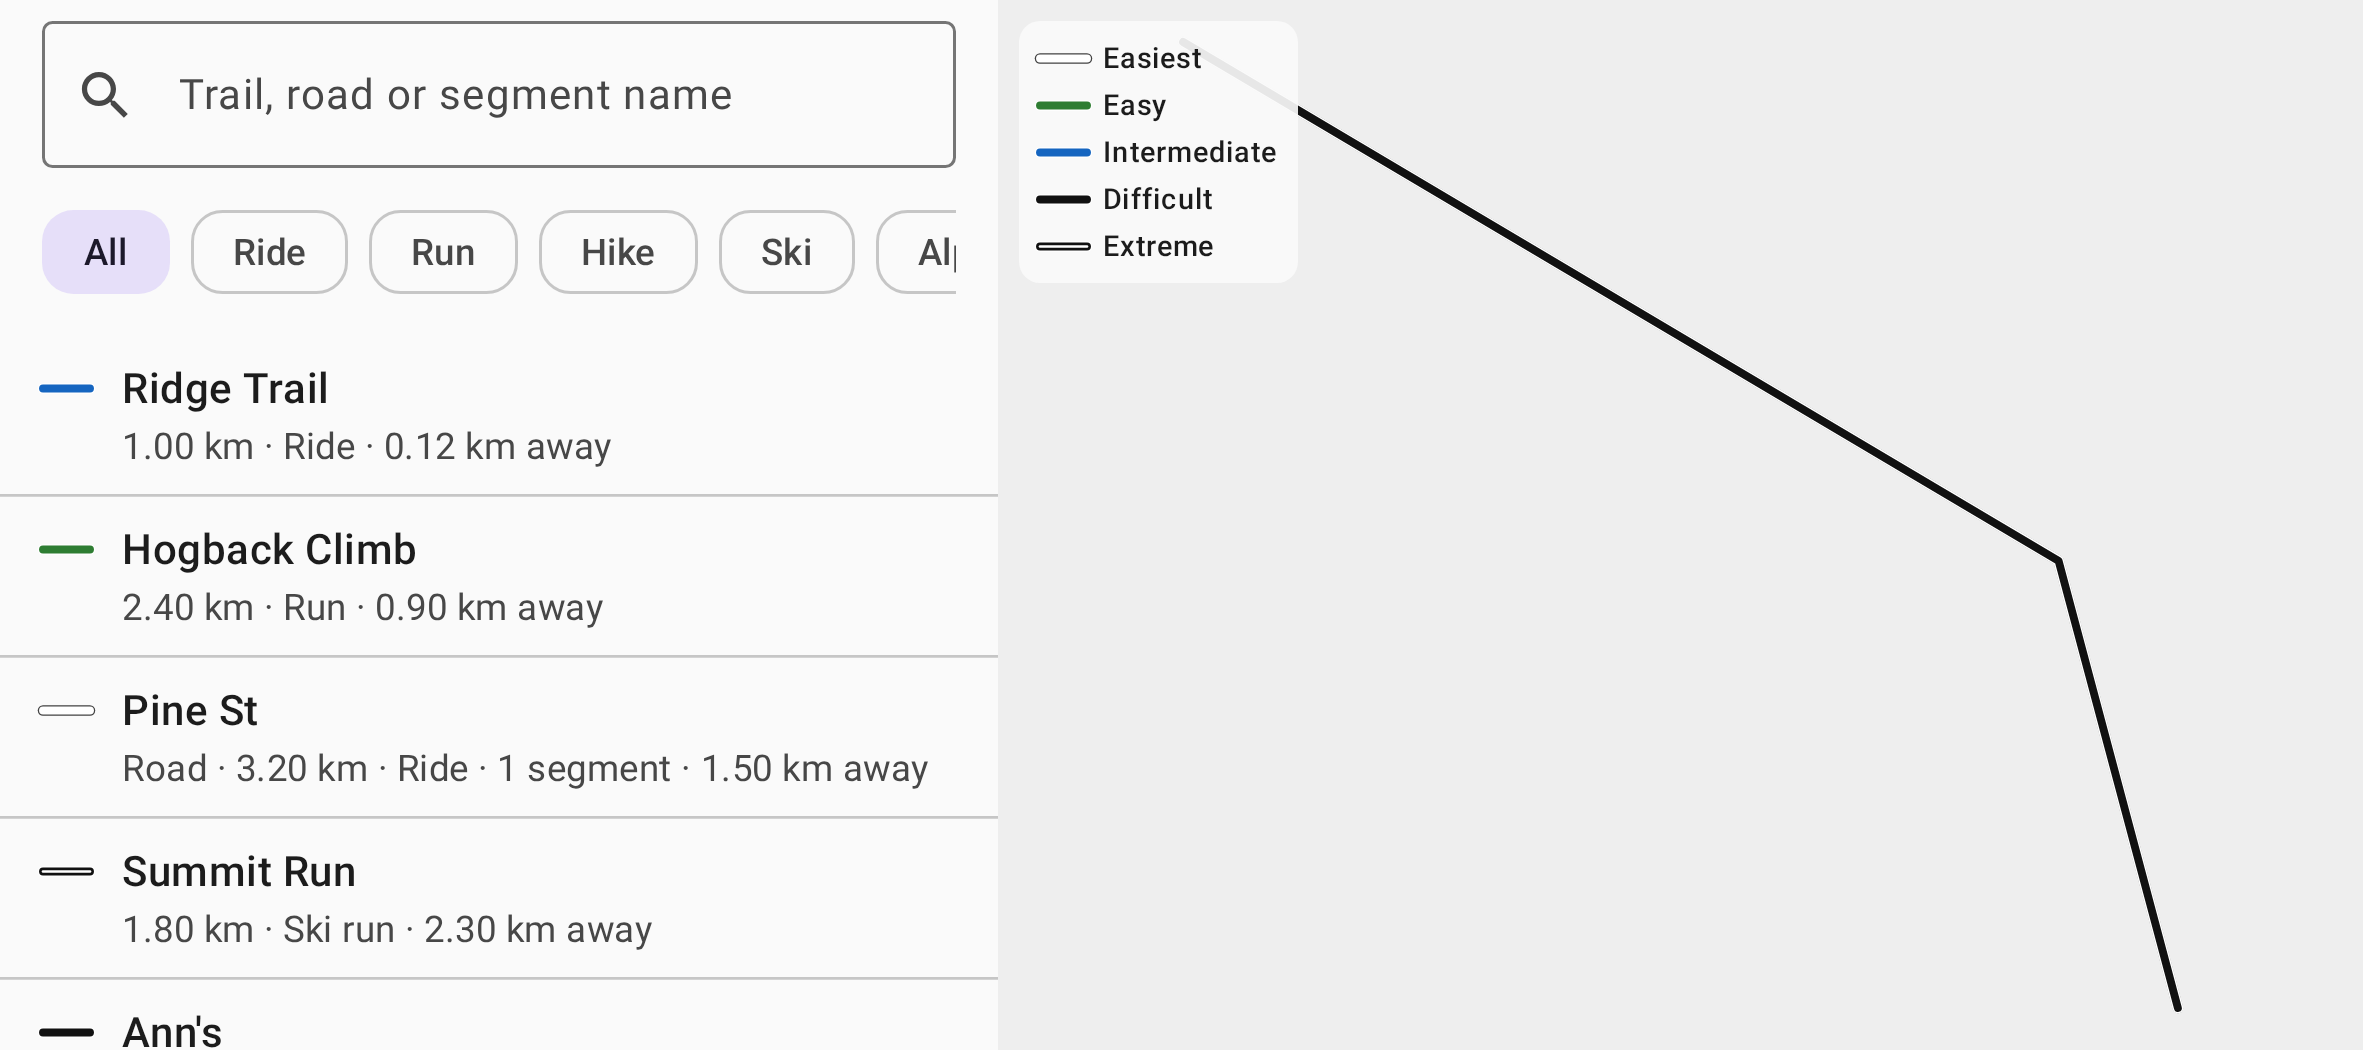 Trail, road or segment name
All Ride Run Hike Ski
Ridge Trail
1.00 km · Ride · 0.12 km away
Hogback Climb
2.40 km · Run · 0.90 km away
Pine St
Road · 3.20 km · Ride · 1 segment · 1.50 km away
Summit Run
1.80 km · Ski run · 2.30 km away
Ann's
Easiest
Easy
Intermediate
Difficult
Extreme